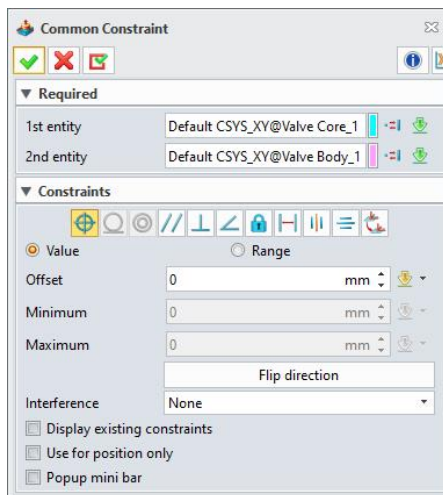 Common Constraint
Required
1st entity Default CSYS_XY@Valve Core_1
2nd entity Default CSYS_XY@Valve Body_1
Constraints
Value Range
Offset 0 mm
Minimum 0 mm
Maximum 0 mm
Flip direction
Interference None
Display existing constraints
Use for position only
Popup mini bar